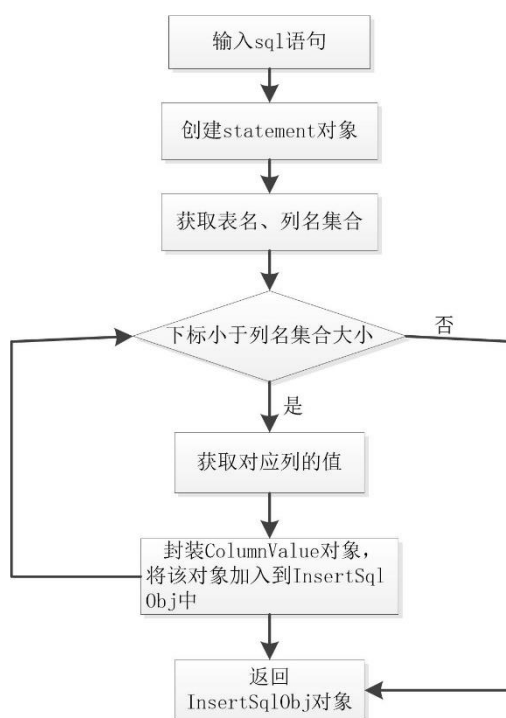 输入sql语句
创建statement对象
获取表名、列名集合
下标小于列名集合大小
否
是
获取对应列的值
封装ColumnValue对象，
将该对象加入到InsertSql
Obj中
返回
InsertSqlObj对象